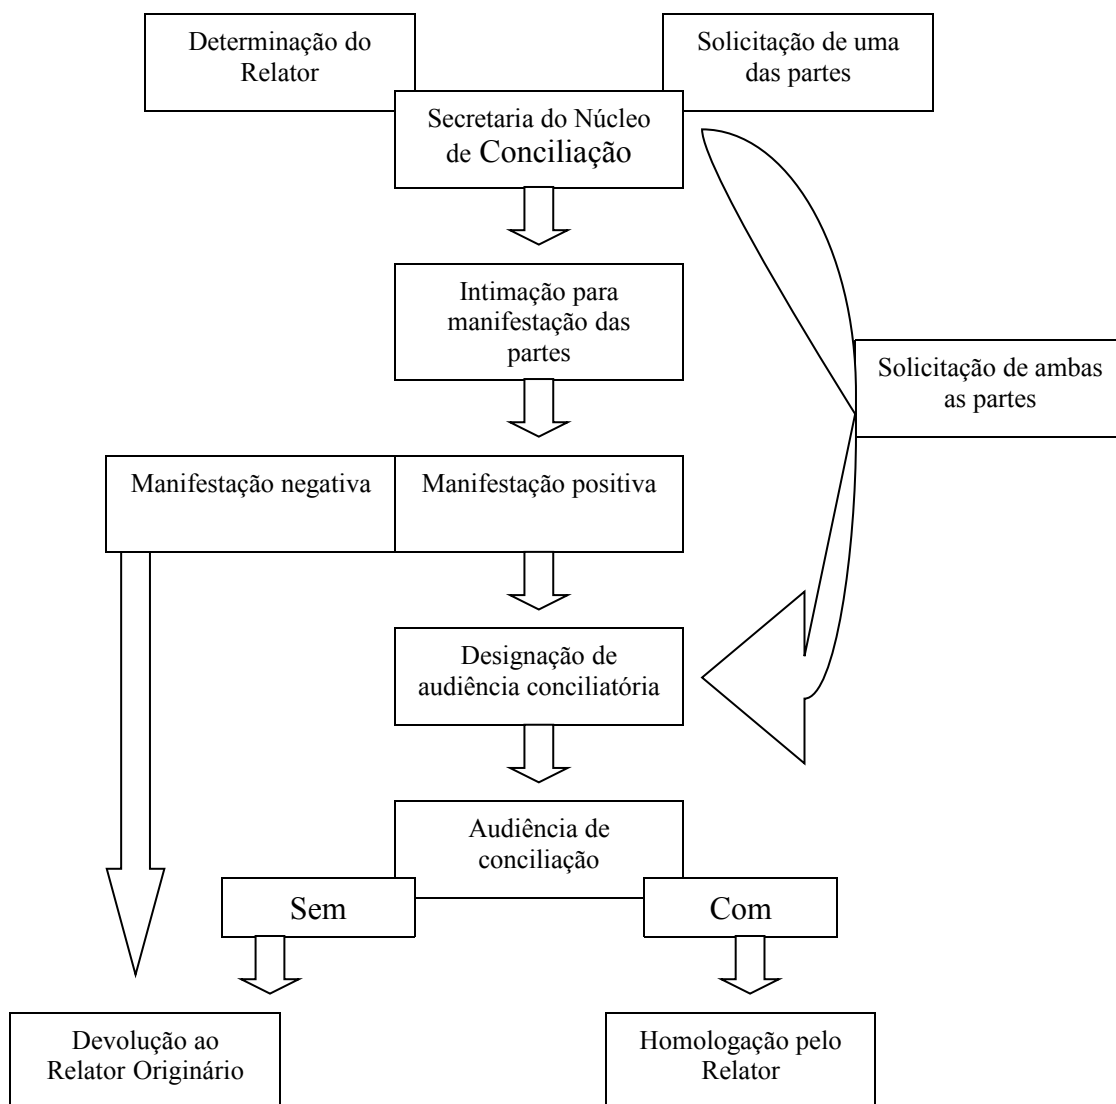 Determinação do
Relator
Solicitação de uma
das partes
Secretaria do Núcleo
de Conciliação
Intimação para
manifestação das
partes
Solicitação de ambas
as partes
Manifestação negativa
Manifestação positiva
Designação de
audiência conciliatória
Audiência de
conciliação
Sem
Com
Devolução ao
Relator Originário
Homologação pelo
Relator